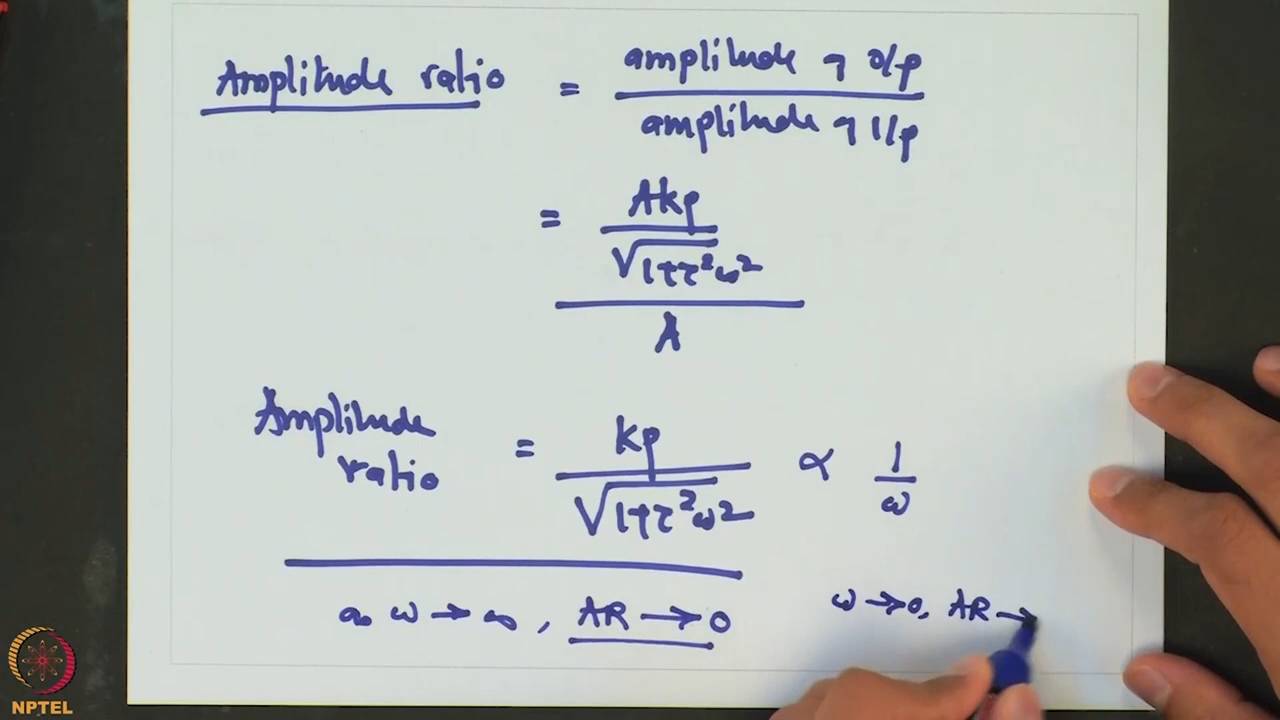 Amplitude ratio = amplitude of o/p / amplitude of i/p
= Akp / √1+τ²ω² / A
Amplitude ratio = kp / √1+τ²ω² ∝ 1/ω
as ω → ∞, AR → 0
ω → 0, AR →
NPTEL